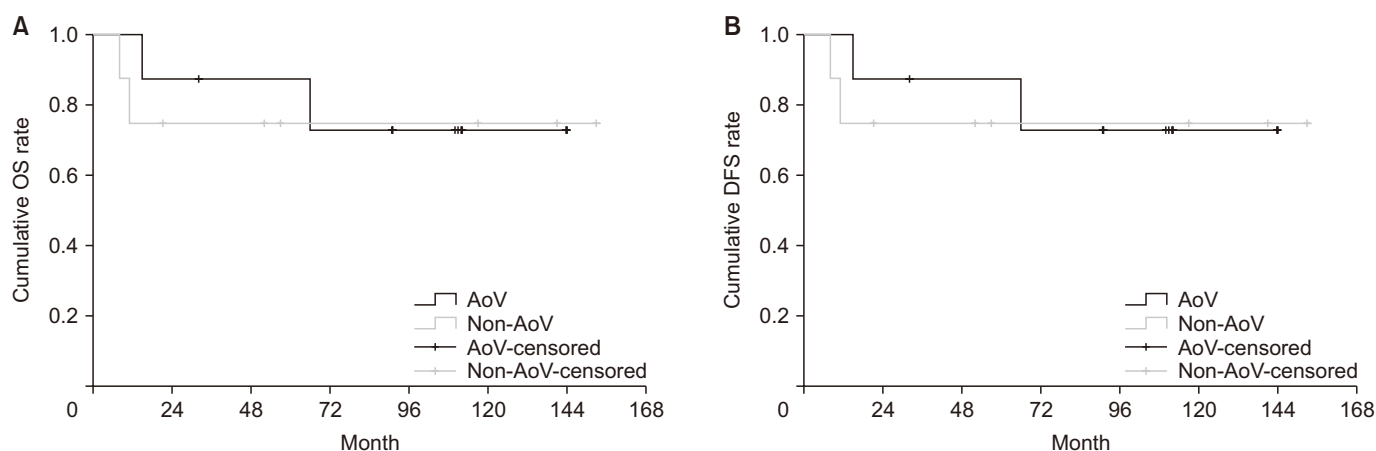 A
Cumulative OS rate
1.0
0.8
0.6
0.4
0.2
0
24 48 72 96 120 144 168
Month
AoV
Non-AoV
AoV-censored
Non-AoV-censored
B
Cumulative DFS rate
1.0
0.8
0.6
0.4
0.2
0
24 48 72 96 120 144 168
Month
AoV
Non-AoV
AoV-censored
Non-AoV-censored